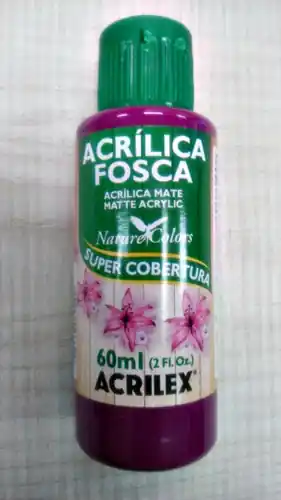 ACRÍLICA
FOSCA
ACRÍLICA MATE
MATTE ACRYLIC
Nature Colors
SUPER COBERTURA
60ml (2 Fl. Oz.)
ACRILEX®